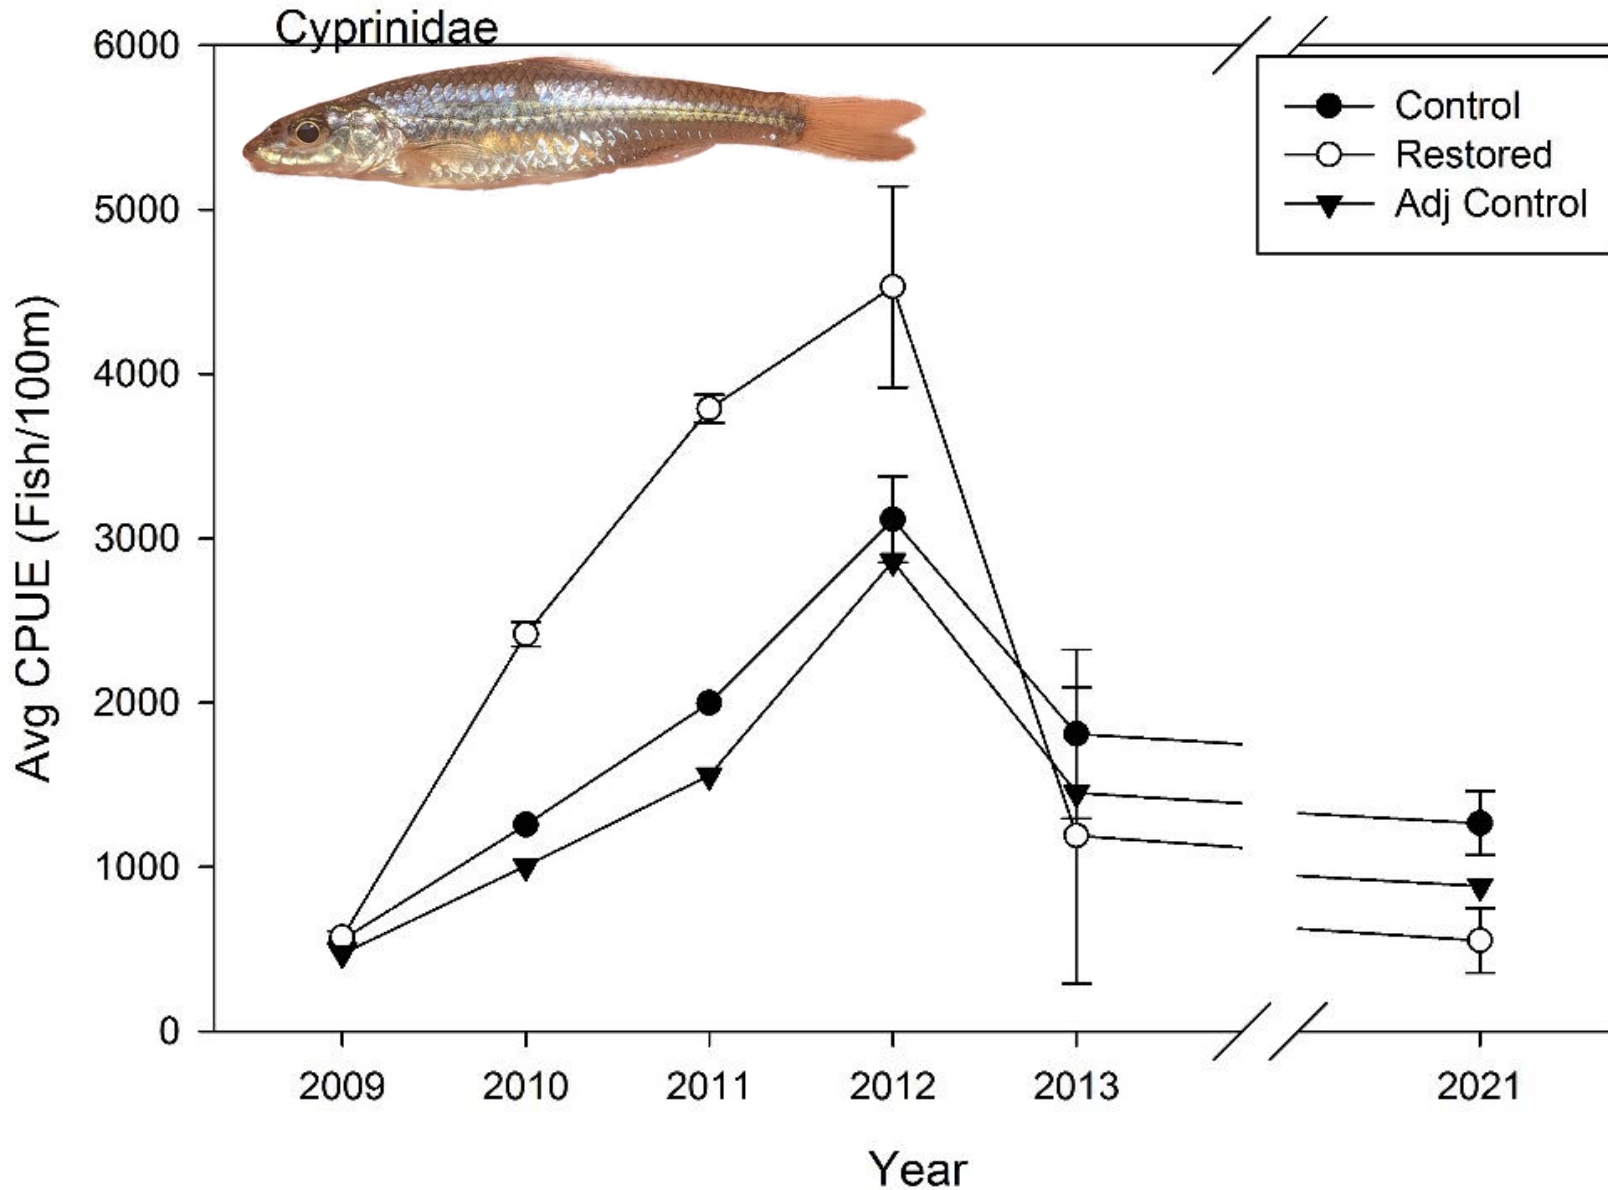 Cyprinidae
6000
5000
4000
3000
2000
1000
0
Avg CPUE (Fish/100m)
Control
Restored
Adj Control
2009 2010 2011 2012 2013 2021
Year